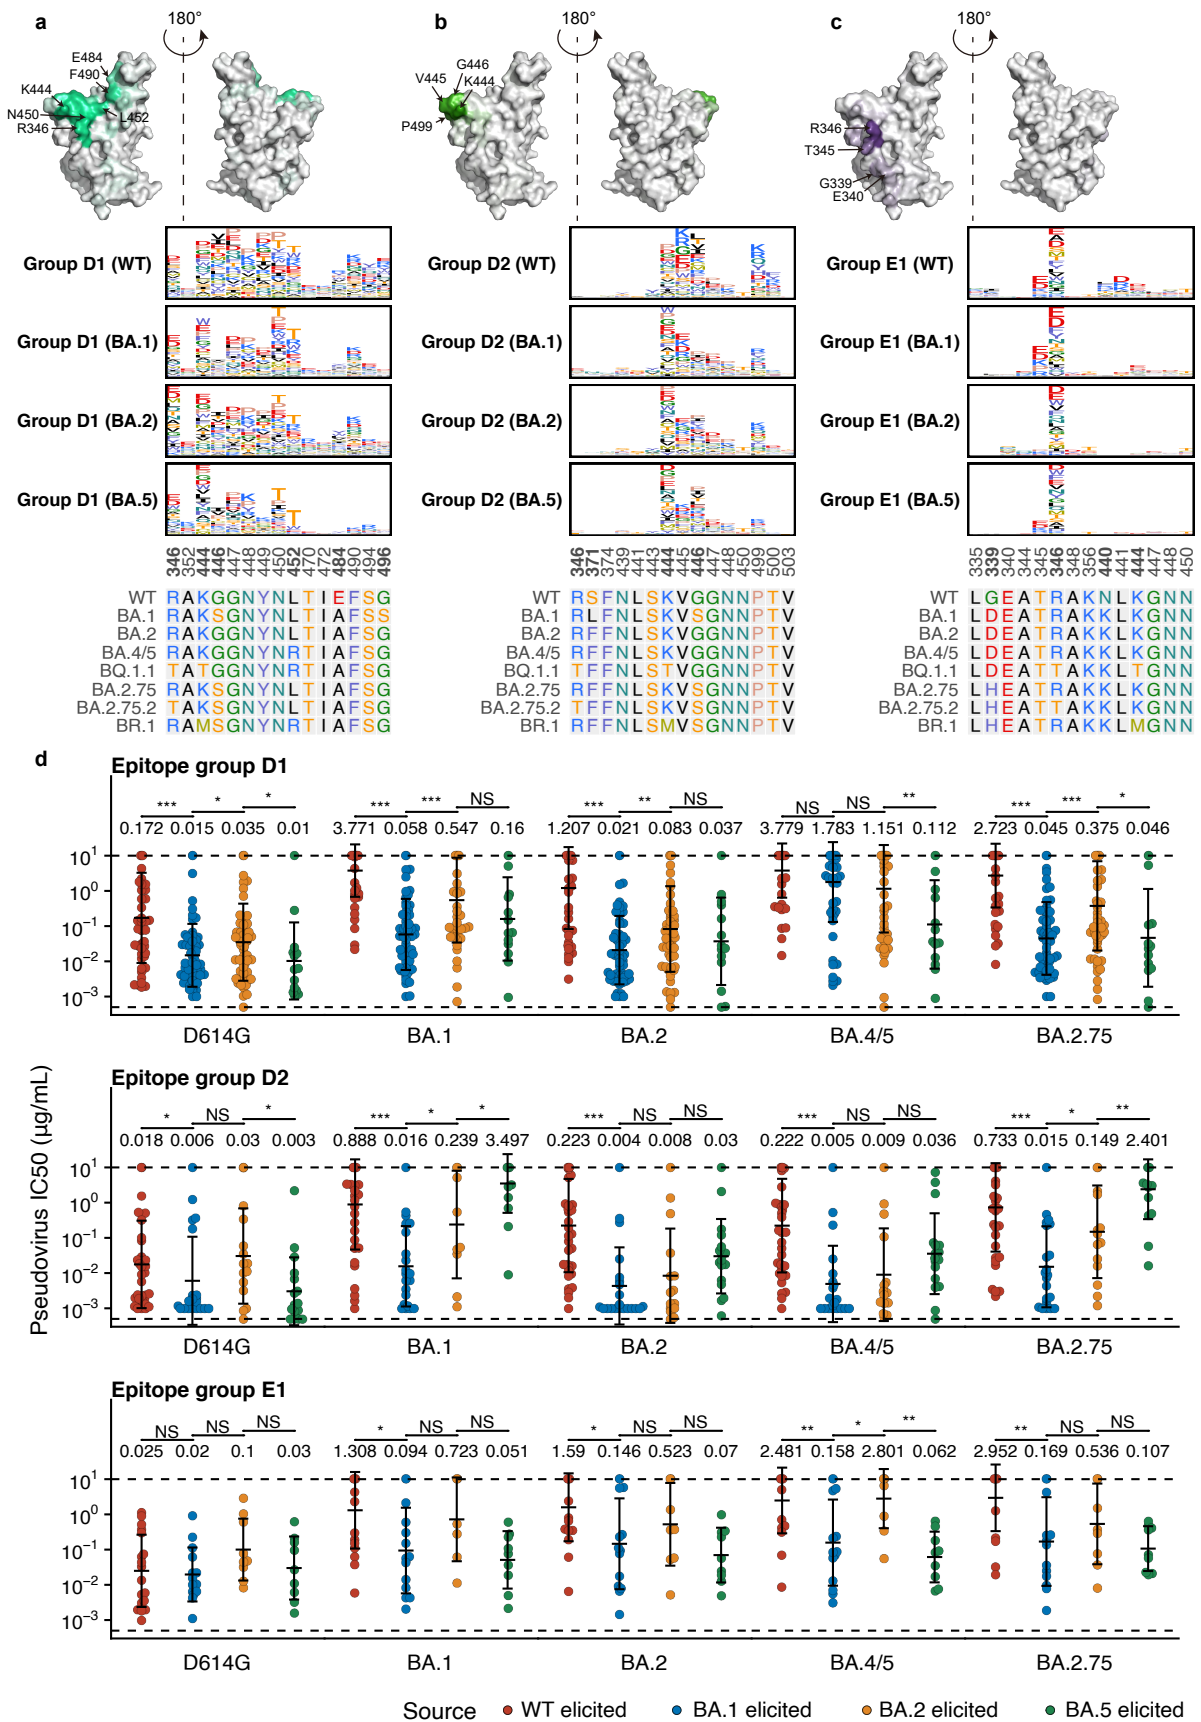 a
180°
E484
F490
K444
N450
L452
R346
b
180°
G446
V445
K444
P499
c
180°
R346
T345
G339
E340
Group D1 (WT)
Group D1 (BA.1)
Group D1 (BA.2)
Group D1 (BA.5)
Group D2 (WT)
Group D2 (BA.1)
Group D2 (BA.2)
Group D2 (BA.5)
Group E1 (WT)
Group E1 (BA.1)
Group E1 (BA.2)
Group E1 (BA.5)
346 352 444 446 447 448 449 450 452 470 472 484 490 494 496
WT RAKGGNYNLTIEFSG
BA.1 RAKSGNYNLTIAFSS
BA.2 RAKGGNYNLTIAFSG
BA.4/5 RAKGGNYNRTIAFSG
BQ.1.1 TATGGNYNRTIAFSG
BA.2.75 RAKSGNYNLTIAFSG
BA.2.75.2 TAKSGNYNLTIAFSG
BR.1 RAMSGNYNRTIAFSG
346 371 374 439 441 443 444 445 446 447 448 450 499 500 503
WT RSFNLSKVGGNNPTV
BA.1 RLFNLSKVSGNNPTV
BA.2 RFFNLSKVGGNNPTV
BA.4/5 RFFNLSKVGGNNPTV
BQ.1.1 TFFNLSTVGGNNPTV
BA.2.75 RFFNLSKVSGNNPTV
BA.2.75.2 TFFNLSKVSGNNPTV
BR.1 RFFNLSMVSGNNPTV
335 339 340 344 345 346 348 356 440 441 444 447 448 450
WT LGEATRAKNLKGNN
BA.1 LDEATRAKKLKGNN
BA.2 LDEATRAKKLKGNN
BA.4/5 LDEATRAKKLKGNN
BQ.1.1 LDEATTAKKLTGNN
BA.2.75 LHEATRAKKLKGNN
BA.2.75.2 LHEATTAKKLKGNN
BR.1 LHEATRAKKLMGNN
d
Epitope group D1
*** * * *** *** NS *** ** NS NS NS ** *** *** *
0.172 0.015 0.035 0.01 3.771 0.058 0.547 0.16 1.207 0.021 0.083 0.037 3.779 1.783 1.151 0.112 2.723 0.045 0.375 0.046
10¹
10⁰
10⁻¹
10⁻²
10⁻³
D614G BA.1 BA.2 BA.4/5 BA.2.75
Pseudovirus IC50 (µg/mL)
Epitope group D2
* NS * *** * * *** NS NS *** NS NS *** * **
0.018 0.006 0.03 0.003 0.888 0.016 0.239 3.497 0.223 0.004 0.008 0.03 0.222 0.005 0.009 0.036 0.733 0.015 0.149 2.401
10¹
10⁰
10⁻¹
10⁻²
10⁻³
D614G BA.1 BA.2 BA.4/5 BA.2.75
Epitope group E1
NS NS NS * NS NS * NS NS ** * ** ** NS NS
0.025 0.02 0.1 0.03 1.308 0.094 0.723 0.051 1.59 0.146 0.523 0.07 2.481 0.158 2.801 0.062 2.952 0.169 0.536 0.107
10¹
10⁰
10⁻¹
10⁻²
10⁻³
D614G BA.1 BA.2 BA.4/5 BA.2.75
Source WT elicited BA.1 elicited BA.2 elicited BA.5 elicited